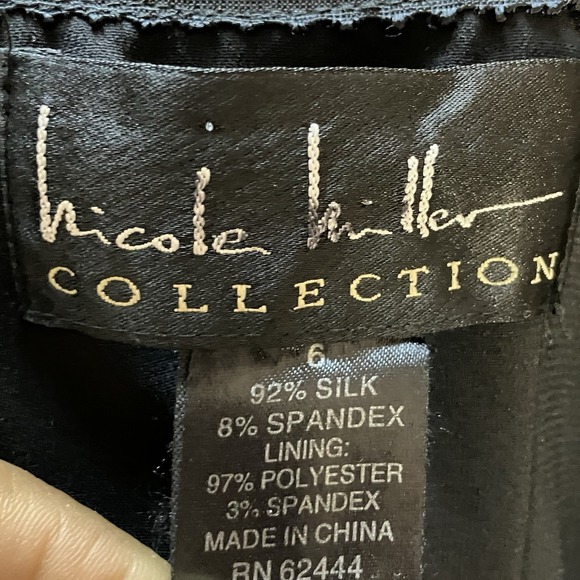 nicole miller
COLLECTION
6
92% SILK
8% SPANDEX
LINING:
97% POLYESTER
3% SPANDEX
MADE IN CHINA
RN 62444